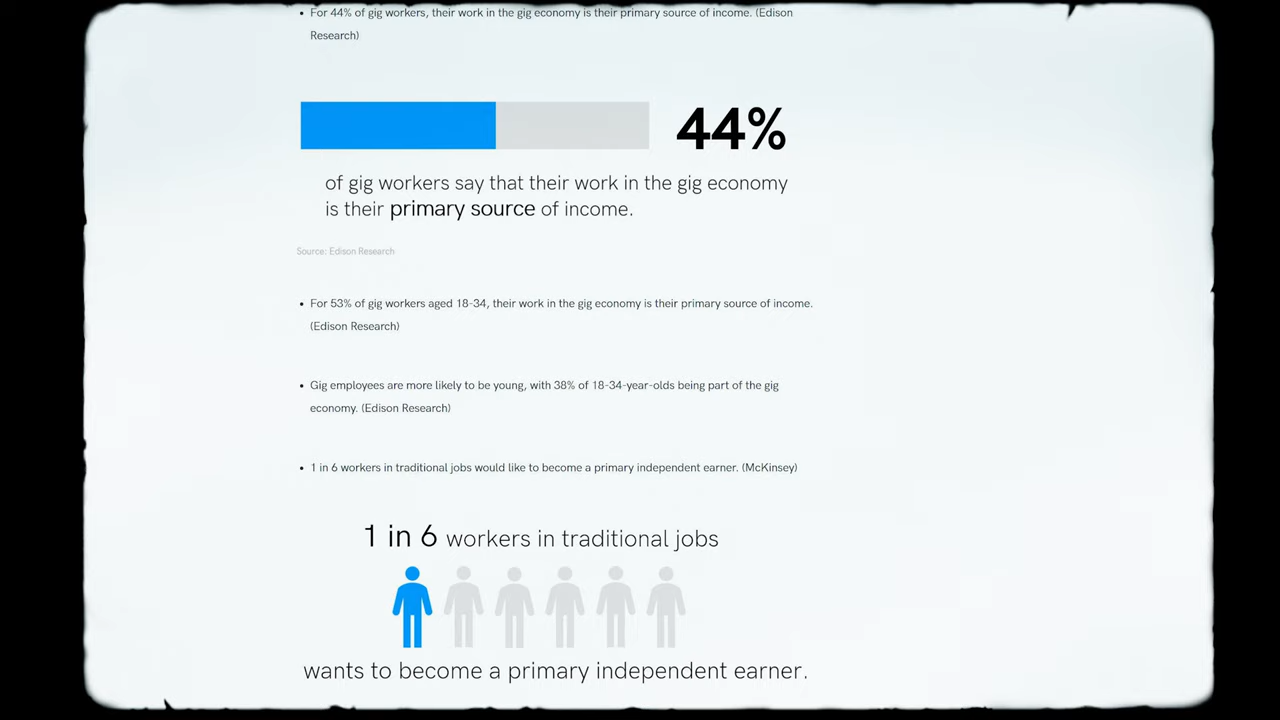 • For 44% of gig workers, their work in the gig economy is their primary source of income. (Edison
Research)
44%
of gig workers say that their work in the gig economy
is their primary source of income.
Source: Edison Research
• For 53% of gig workers aged 18-34, their work in the gig economy is their primary source of income.
(Edison Research)
• Gig employees are more likely to be young, with 38% of 18-34-year-olds being part of the gig
economy. (Edison Research)
• 1 in 6 workers in traditional jobs would like to become a primary independent earner. (McKinsey)
1 in 6 workers in traditional jobs
wants to become a primary independent earner.